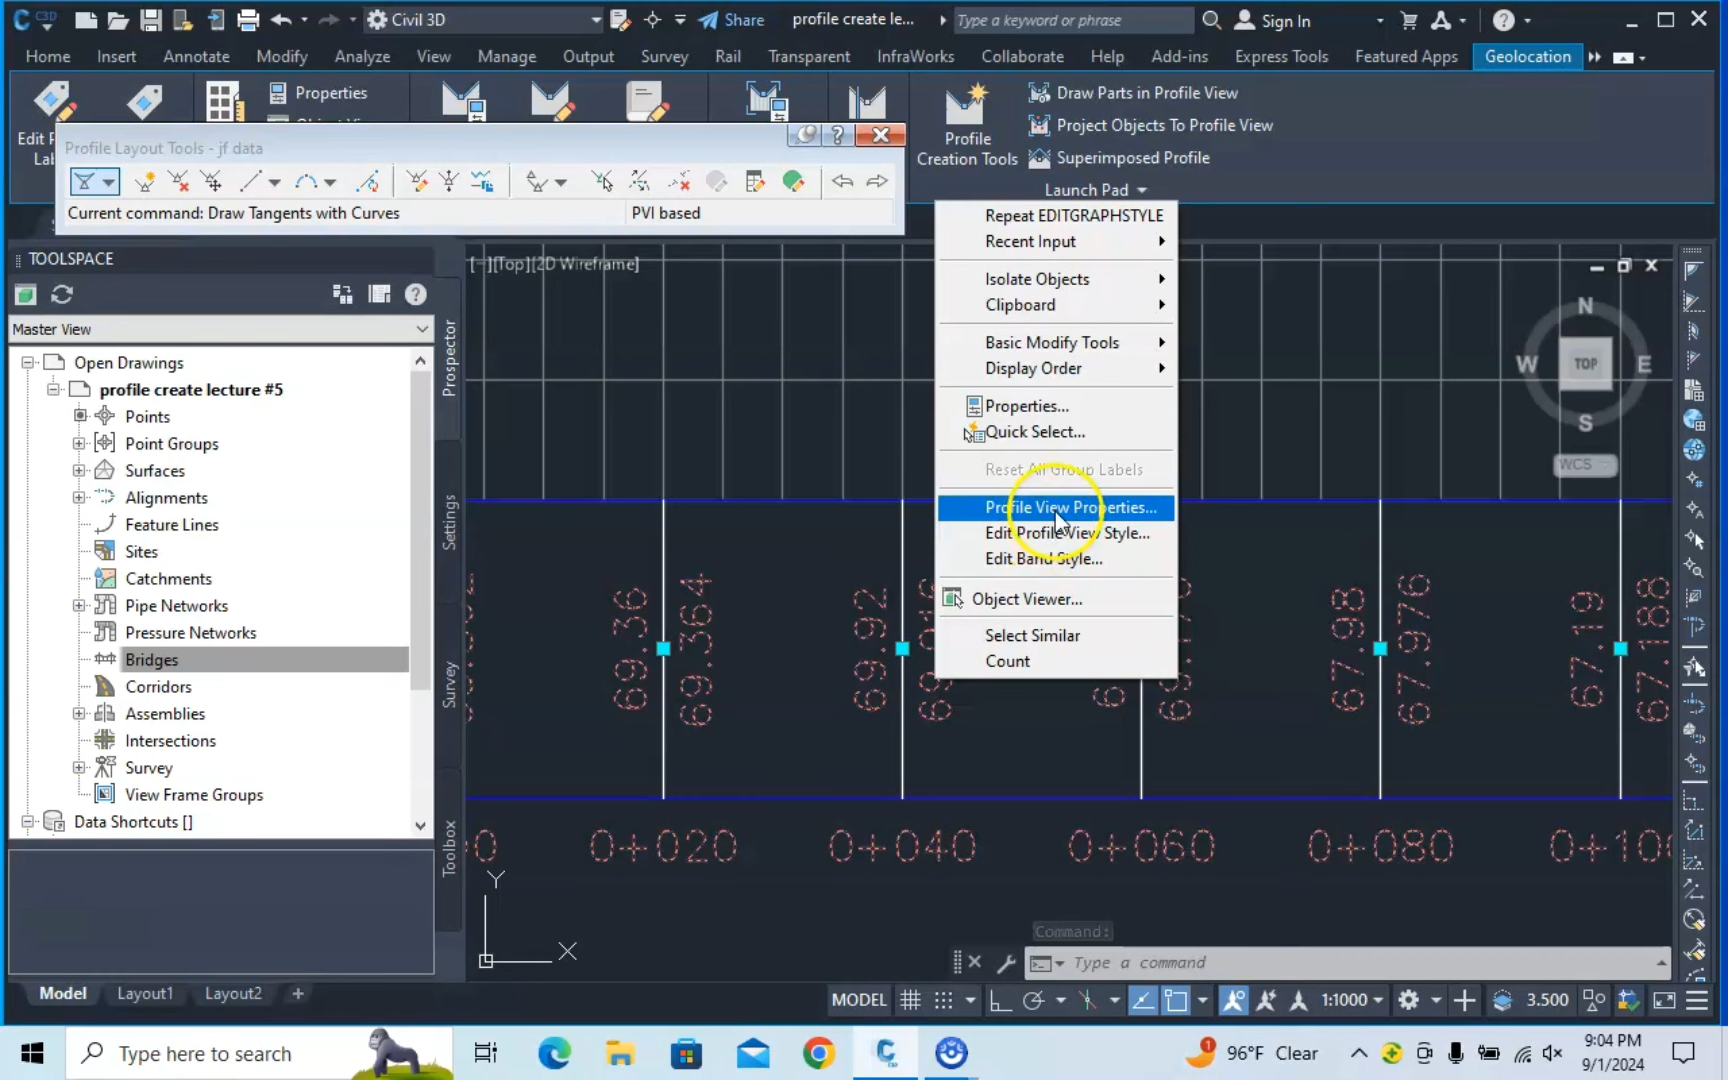 C3D
Civil 3D
Share
profile create le...
Type a keyword or phrase
Sign In
Home
Insert
Annotate
Modify
Analyze
View
Manage
Output
Survey
Rail
Transparent
InfraWorks
Collaborate
Help
Add-ins
Express Tools
Featured Apps
Geolocation
Properties
Profile
Creation Tools
Draw Parts in Profile View
Project Objects To Profile View
Superimposed Profile
Launch Pad
Profile Layout Tools - jf data
Current command: Draw Tangents with Curves
PVI based
TOOLSPACE
Master View
Open Drawings
profile create lecture #5
Points
Point Groups
Surfaces
Alignments
Feature Lines
Sites
Catchments
Pipe Networks
Pressure Networks
Bridges
Corridors
Assemblies
Intersections
Survey
View Frame Groups
Data Shortcuts []
Prospector
Settings
Survey
Toolbox
[−][Top][2D Wireframe]
N
W
TOP
E
S
WCS
Repeat EDITGRAPHSTYLE
Recent Input
Isolate Objects
Clipboard
Basic Modify Tools
Display Order
Properties...
Quick Select...
Reset All Group Labels
Profile View Properties...
Edit Profile View Style...
Edit Band Style...
Object Viewer...
Select Similar
Count
69.36
69.364
69.92
67.98
67.976
67.19
67.188
0+020
0+040
0+060
0+080
Y
X
Command:
Type a command
Model
Layout1
Layout2
+
MODEL
1:1000
3.500
Type here to search
1
96°F Clear
9:04 PM
9/1/2024